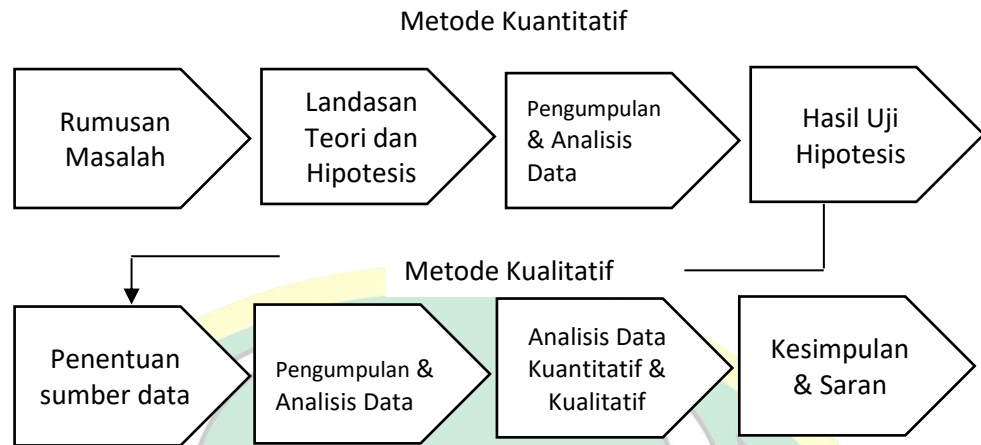 Metode Kuantitatif
Rumusan
Masalah
Landasan
Teori dan
Hipotesis
Pengumpulan
& Analisis
Data
Hasil Uji
Hipotesis
Metode Kualitatif
Penentuan
sumber data
Pengumpulan &
Analisis Data
Analisis Data
Kuantitatif &
Kualitatif
Kesimpulan
& Saran